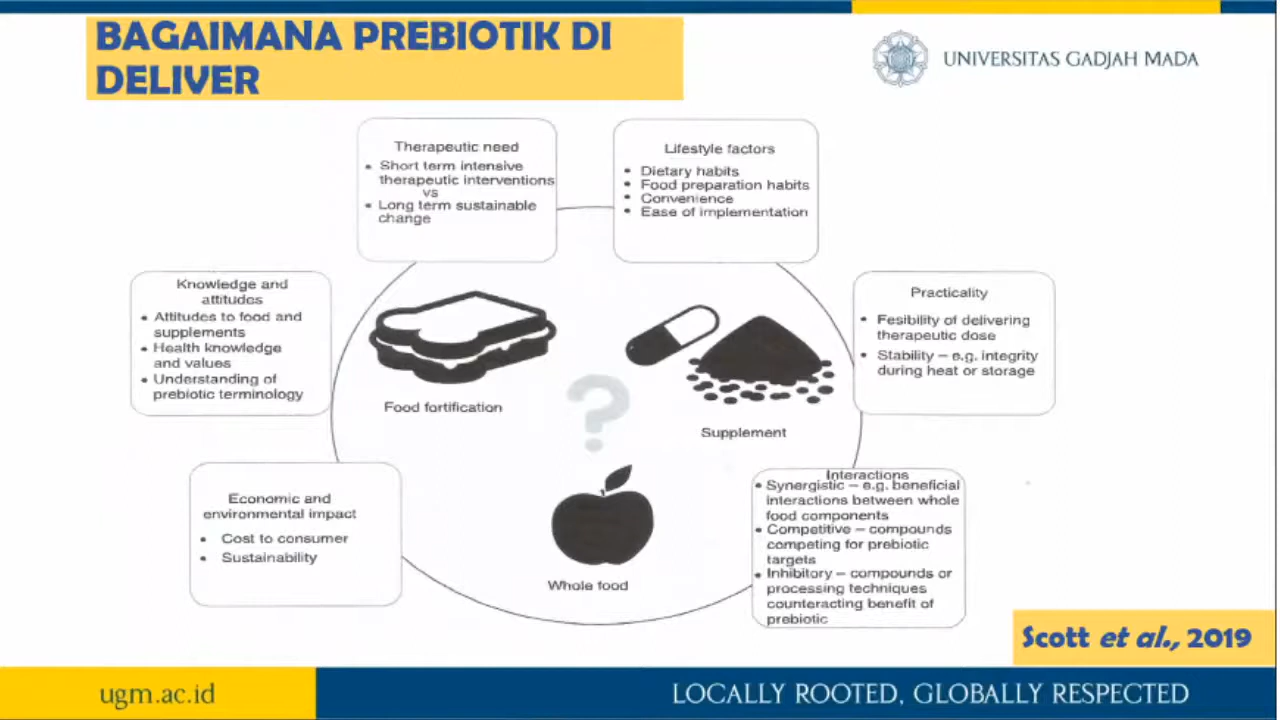 BAGAIMANA PREBIOTIK DI
DELIVER
UNIVERSITAS GADJAH MADA
Therapeutic need
• Short term intensive
therapeutic interventions
vs
• Long term sustainable
change
Lifestyle factors
• Dietary habits
• Food preparation habits
• Convenience
• Ease of implementation
Knowledge and
attitudes
• Attitudes to food and
supplements
• Health knowledge
and values
• Understanding of
prebiotic terminology
Practicality
• Fesibility of delivering
therapeutic dose
• Stability – e.g. integrity
during heat or storage
Food fortification
?
Supplement
Whole food
Economic and
environmental impact
• Cost to consumer
• Sustainability
Interactions
• Synergistic – e.g. beneficial
interactions between whole
food components
• Competitive – compounds
competing for prebiotic
targets
• Inhibitory – compounds or
processing techniques
counteracting benefit of
prebiotic
Scott et al., 2019
ugm.ac.id
LOCALLY ROOTED, GLOBALLY RESPECTED